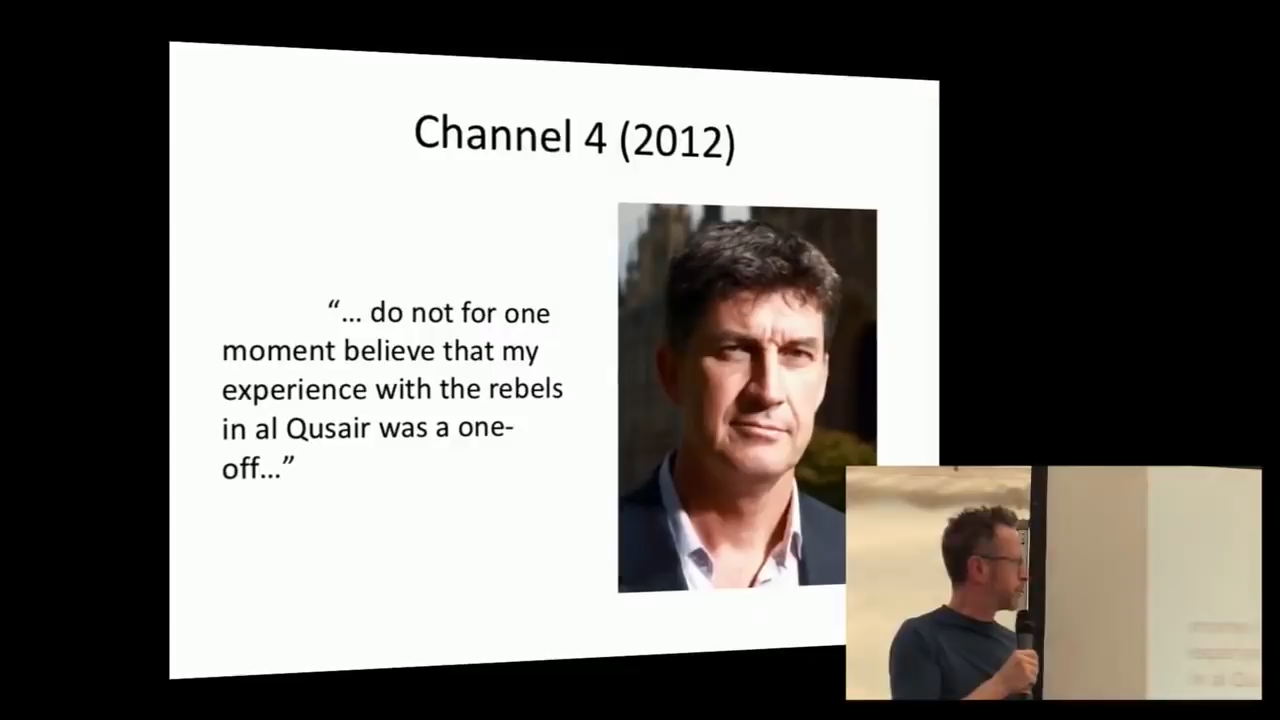 Channel 4 (2012)
“... do not for one
moment believe that my
experience with the rebels
in al Qusair was a one-
off...”